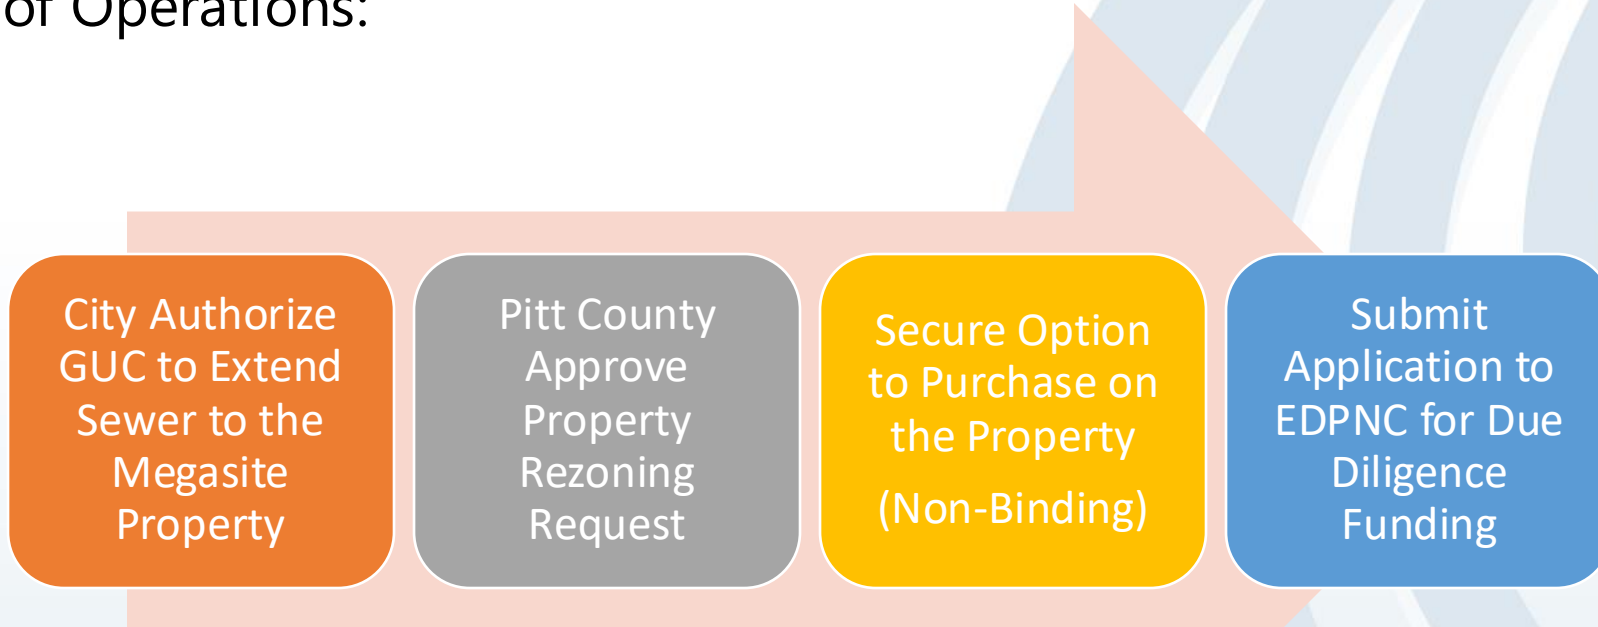 of Operations:
City Authorize
GUC to Extend
Sewer to the
Megasite
Property
Pitt County
Approve
Property
Rezoning
Request
Secure Option
to Purchase on
the Property
(Non-Binding)
Submit
Application to
EDPNC for Due
Diligence
Funding